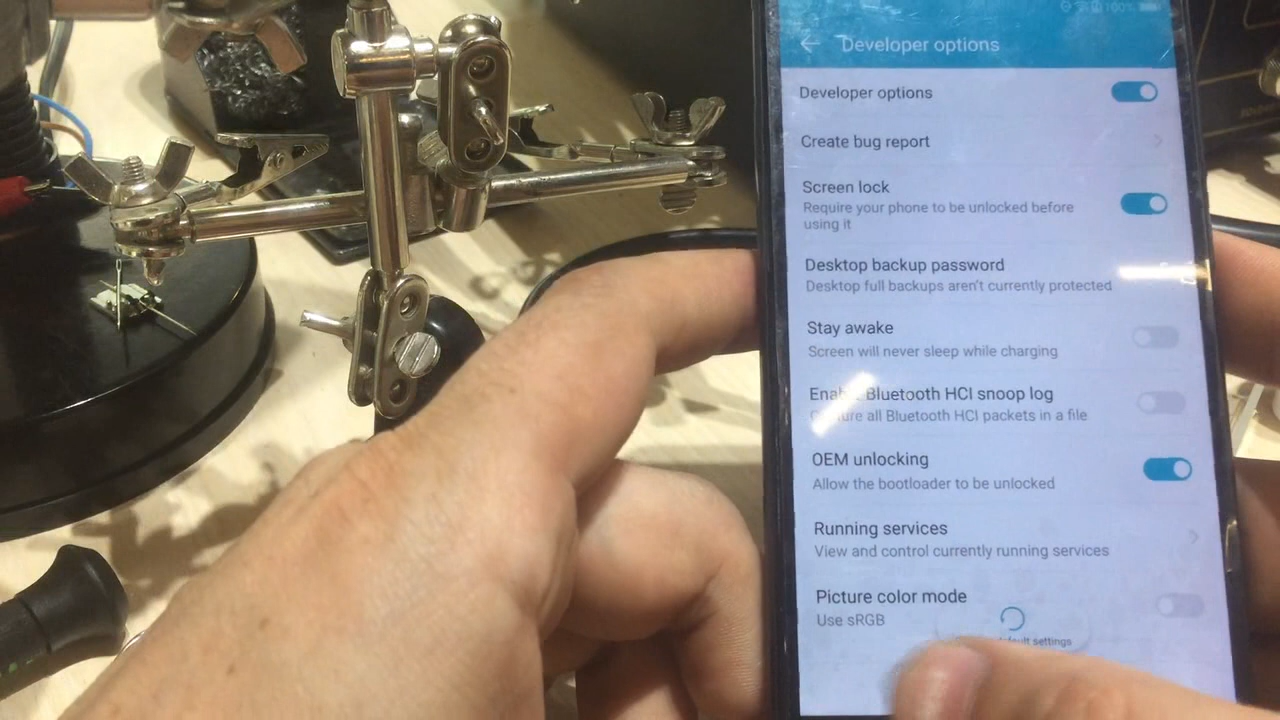 100%
Developer options
Developer options
Create bug report
Screen lock
Require your phone to be unlocked before
using it
Desktop backup password
Desktop full backups aren't currently protected
Stay awake
Screen will never sleep while charging
Bluetooth HCI snoop log
all Bluetooth HCI packets in a file
OEM unlocking
Allow the bootloader to be unlocked
Running services
View and control currently running services
Picture color mode
Use sRGB
settings